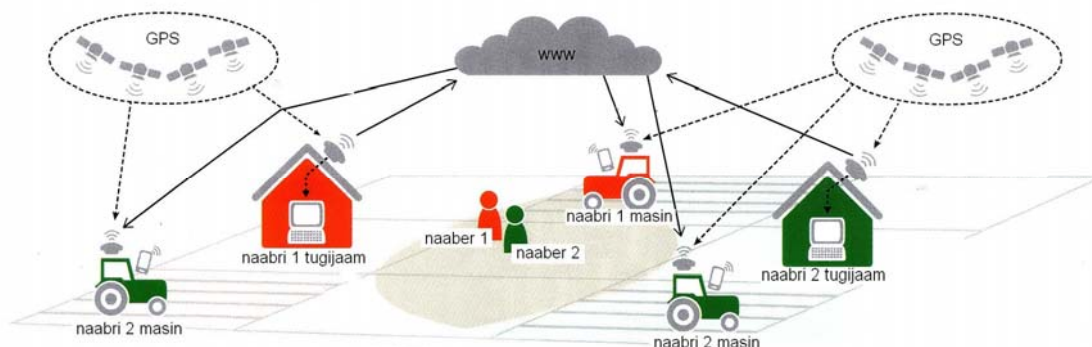 GPS
www
GPS
naabri 1 masin
naaber 1
naaber 2
naabri 1 tugijaam
naabri 2 tugijaam
naabri 2 masin
naabri 2 masin